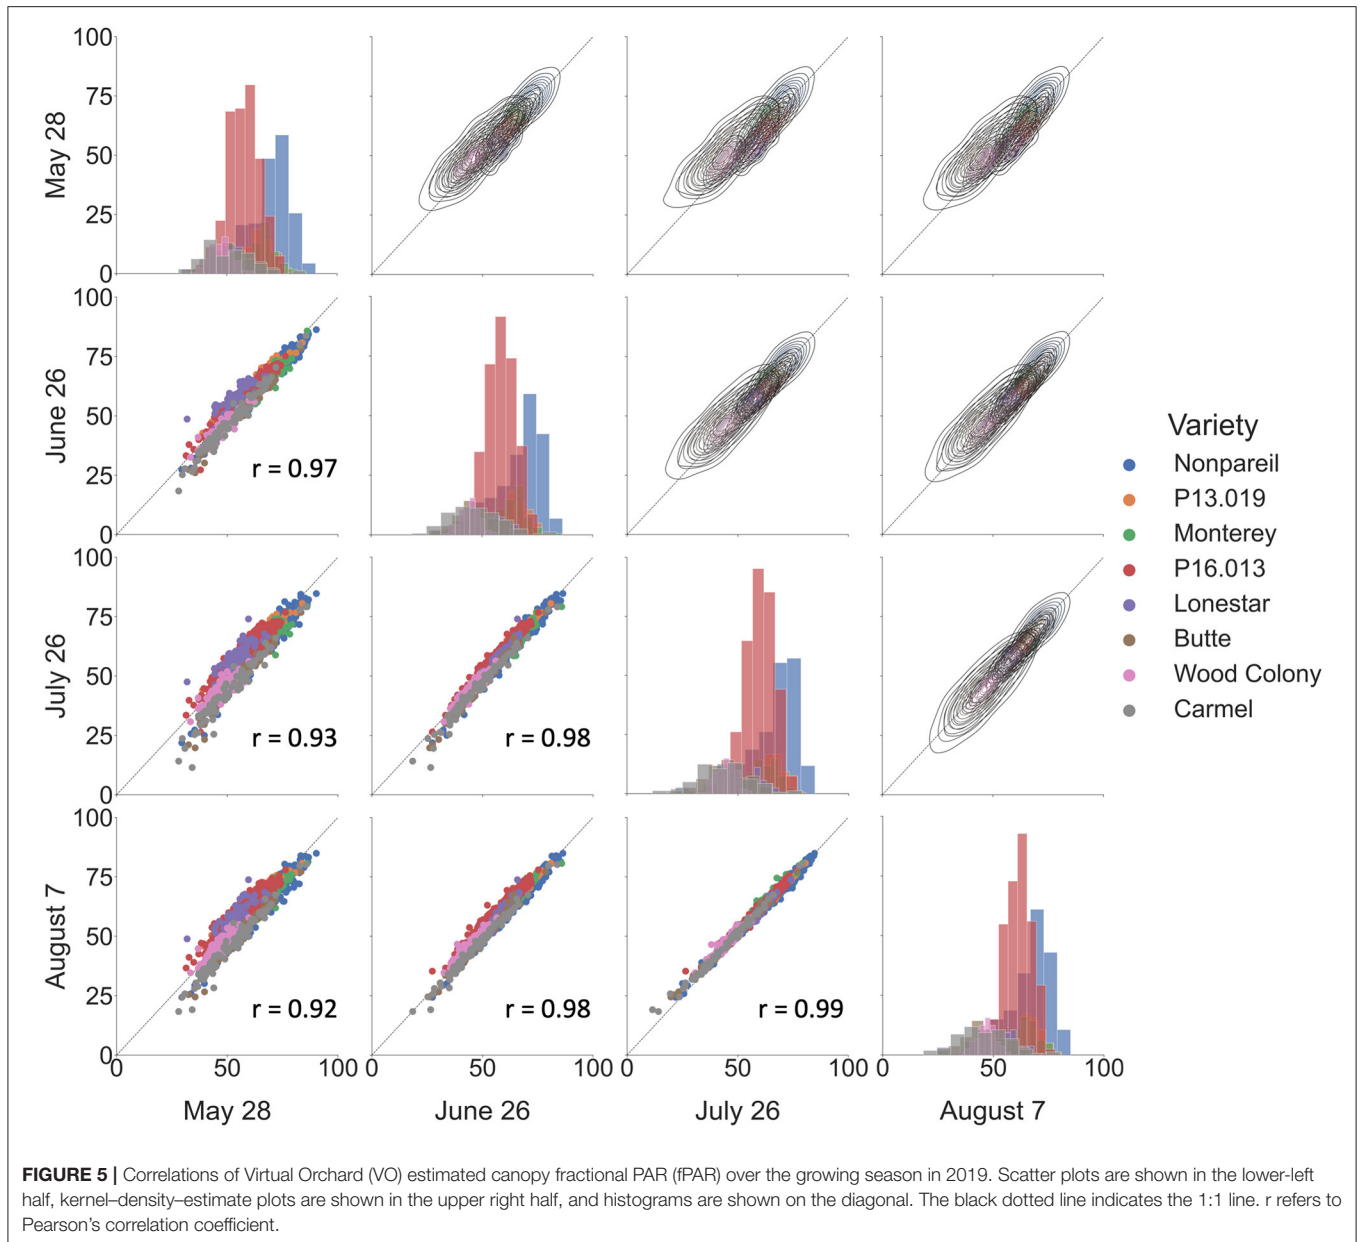 100
75
50
25
0
May 28
100
75
50
25
0
June 26
r = 0.97
100
75
50
25
0
July 26
r = 0.93
r = 0.98
100
75
50
25
0
August 7
r = 0.92
r = 0.98
r = 0.99
0 50 100 0 50 100 0 50 100 0 50 100
May 28 June 26 July 26 August 7
Variety
Nonpareil
P13.019
Monterey
P16.013
Lonestar
Butte
Wood Colony
Carmel
FIGURE 5 | Correlations of Virtual Orchard (VO) estimated canopy fractional PAR (fPAR) over the growing season in 2019. Scatter plots are shown in the lower-left
half, kernel–density–estimate plots are shown in the upper right half, and histograms are shown on the diagonal. The black dotted line indicates the 1:1 line. r refers to
Pearson's correlation coefficient.